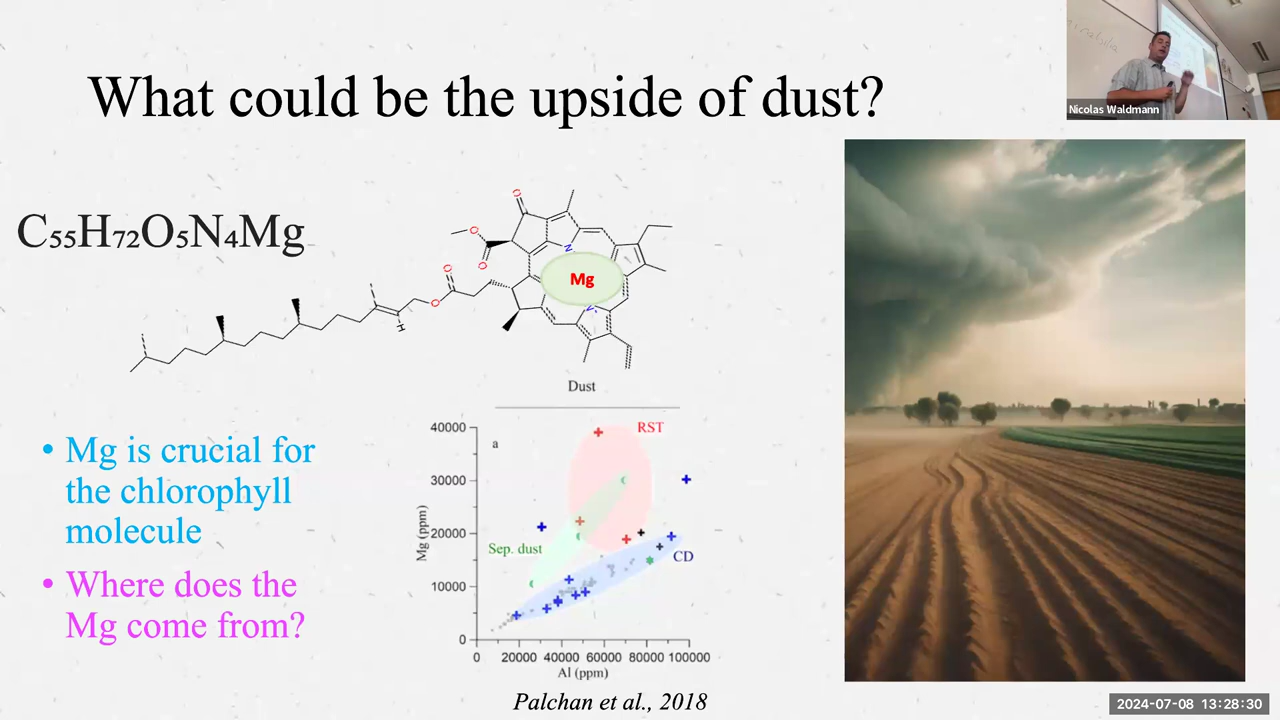 What could be the upside of dust?
Nicolas Waldmann
C₅₅H₇₂O₅N₄Mg
O
O
O
O
O
N
Mg
N
H
Dust
• Mg is crucial for
the chlorophyll
molecule
• Where does the
Mg come from?
a
RST
Sep. dust
CD
Mg (ppm)
40000
30000
20000
10000
0
0 20000 40000 60000 80000 100000
Al (ppm)
Palchan et al., 2018
2024-07-08 13:28:30